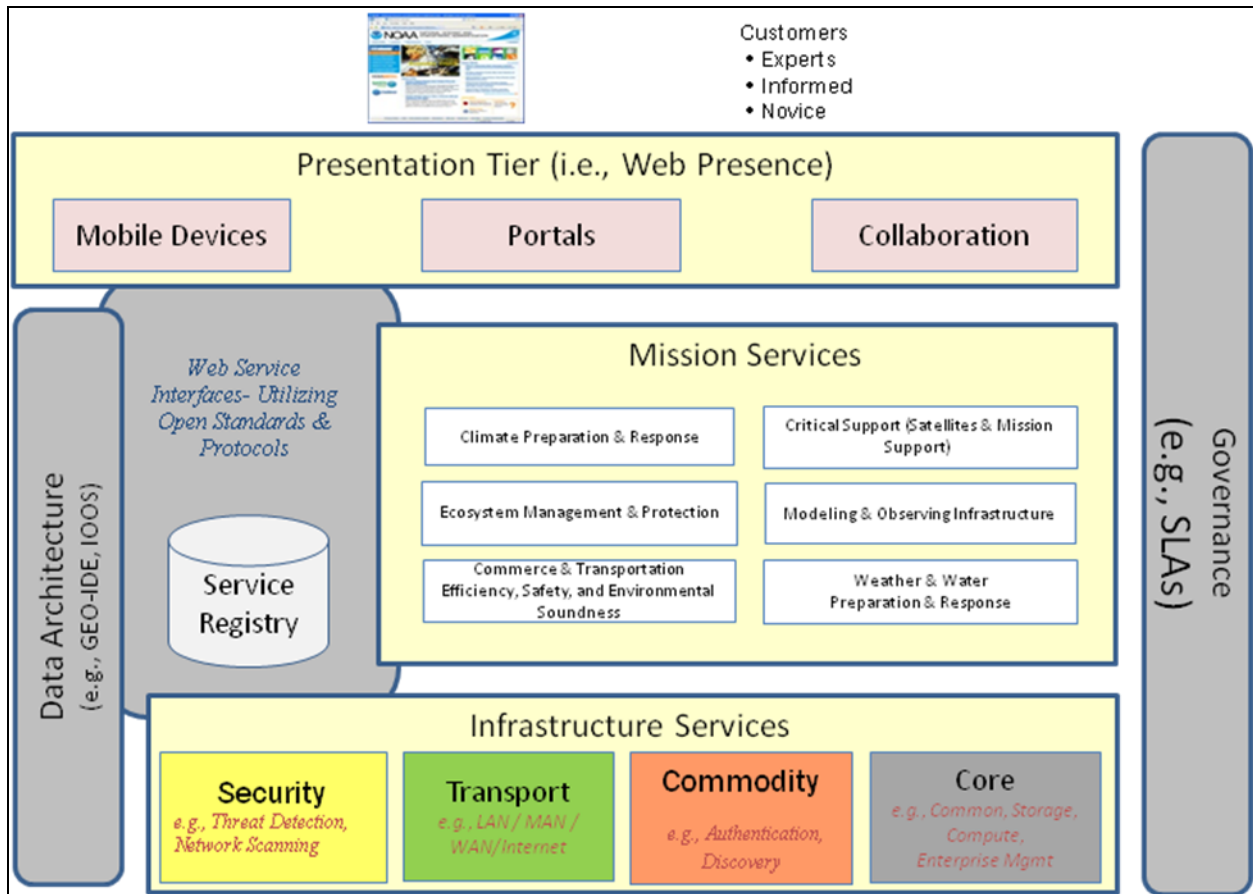 NOAA
Customers
• Experts
• Informed
• Novice
Presentation Tier (i.e., Web Presence)
Mobile Devices
Portals
Collaboration
Data Architecture
(e.g., GEO-IDE, IOOS)
Web Service
Interfaces- Utilizing
Open Standards &
Protocols
Service
Registry
Mission Services
Climate Preparation & Response
Critical Support (Satellites & Mission
Support)
Ecosystem Management & Protection
Modeling & Observing Infrastructure
Commerce & Transportation
Efficiency, Safety, and Environmental
Soundness
Weather & Water
Preparation & Response
Governance
(e.g., SLAs)
Infrastructure Services
Security
e.g., Threat Detection,
Network Scanning
Transport
e.g., LAN / MAN /
WAN/Internet
Commodity
e.g., Authentication,
Discovery
Core
e.g., Common, Storage,
Compute,
Enterprise Mgmt